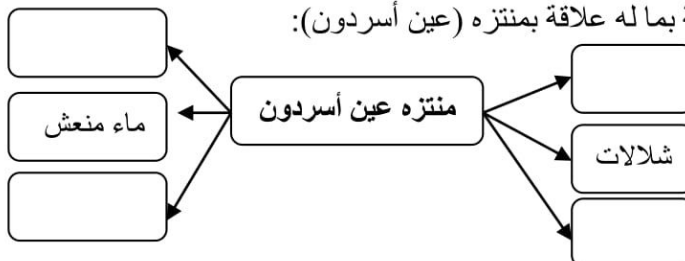 بما له علاقة بمنتزه (عين أسردون):
منتزه عين أسردون
شلالات
ماء منعش